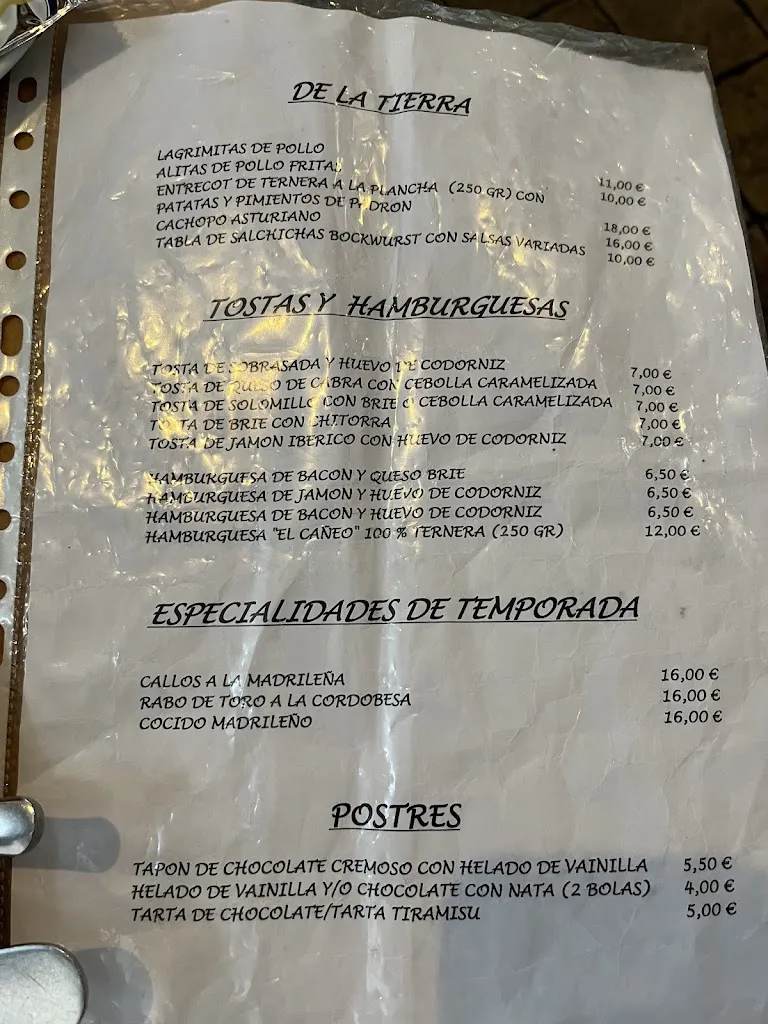 DE LA TIERRA
LAGRIMITAS DE POLLO 11,00 €
ALITAS DE POLLO FRITAS 10,00 €
ENTRECOT DE TERNERA A LA PLANCHA (250 GR) CON
PATATAS Y PIMIENTOS DE PADRON 18,00 €
CACHOPO ASTURIANO 16,00 €
TABLA DE SALCHICHAS BOCKWURST CON SALSAS VARIADAS 10,00 €
TOSTAS Y HAMBURGUESAS
TOSTA DE SOBRASADA Y HUEVO DE CODORNIZ 7,00 €
TOSTA DE QUESO DE CABRA CON CEBOLLA CARAMELIZADA 7,00 €
TOSTA DE SOLOMILLO CON BRIE O CEBOLLA CARAMELIZADA 7,00 €
TOSTA DE BRIE CON CHITORRA 7,00 €
TOSTA DE JAMON IBERICO CON HUEVO DE CODORNIZ 7,00 €
HAMBURGUESA DE BACON Y QUESO BRIE 6,50 €
HAMBURGUESA DE JAMON Y HUEVO DE CODORNIZ 6,50 €
HAMBURGUESA DE BACON Y HUEVO DE CODORNIZ 6,50 €
HAMBURGUESA "EL CAÑEO" 100 % TERNERA (250 GR) 12,00 €
ESPECIALIDADES DE TEMPORADA
CALLOS A LA MADRILEÑA 16,00 €
RABO DE TORO A LA CORDOBESA 16,00 €
COCIDO MADRILEÑO 16,00 €
POSTRES
TAPON DE CHOCOLATE CREMOSO CON HELADO DE VAINILLA 5,50 €
HELADO DE VAINILLA Y/O CHOCOLATE CON NATA (2 BOLAS) 4,00 €
TARTA DE CHOCOLATE/TARTA TIRAMISU 5,00 €